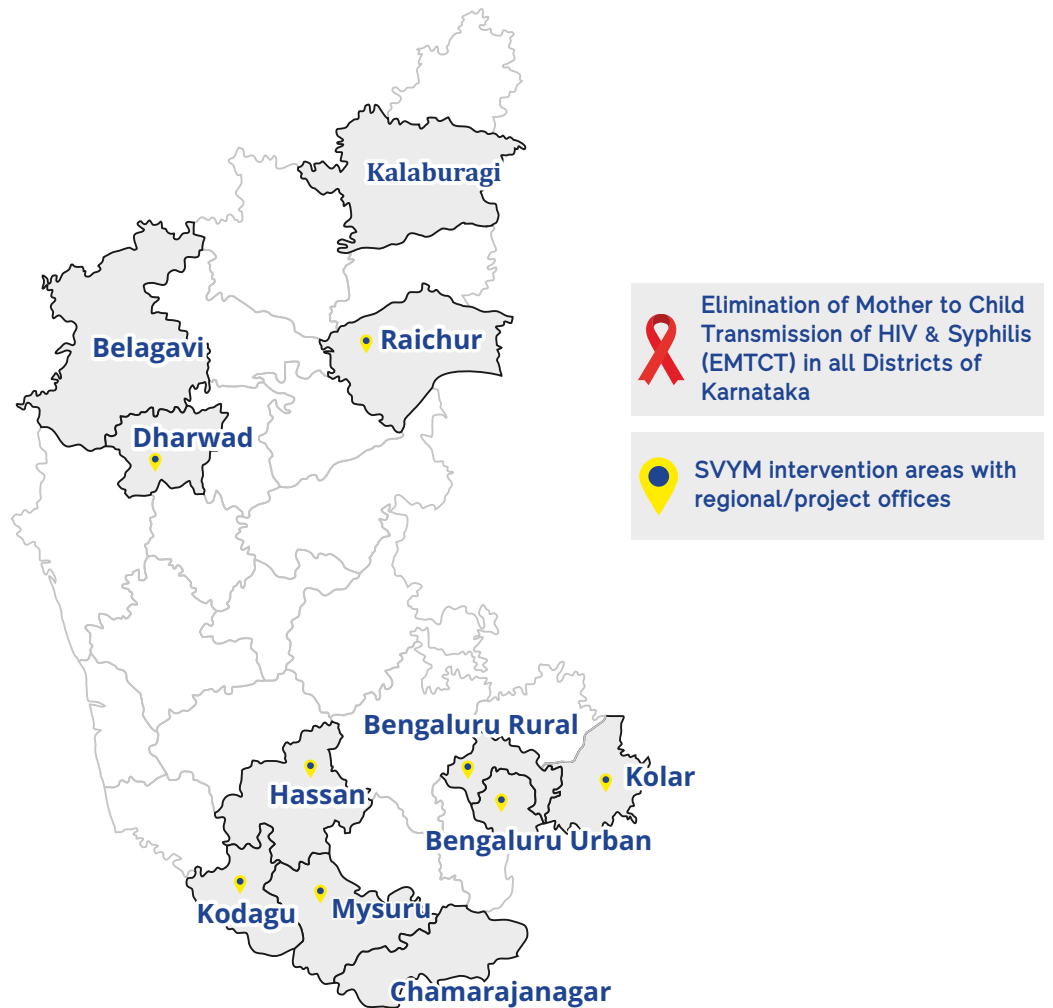 Kalaburagi
Belagavi
Raichur
Dharwad
Elimination of Mother to Child
Transmission of HIV & Syphilis
(EMTCT) in all Districts of
Karnataka
SVYM intervention areas with
regional/project offices
Bengaluru Rural
Hassan
Kolar
Bengaluru Urban
Kodagu
Mysuru
Chamarajanagar